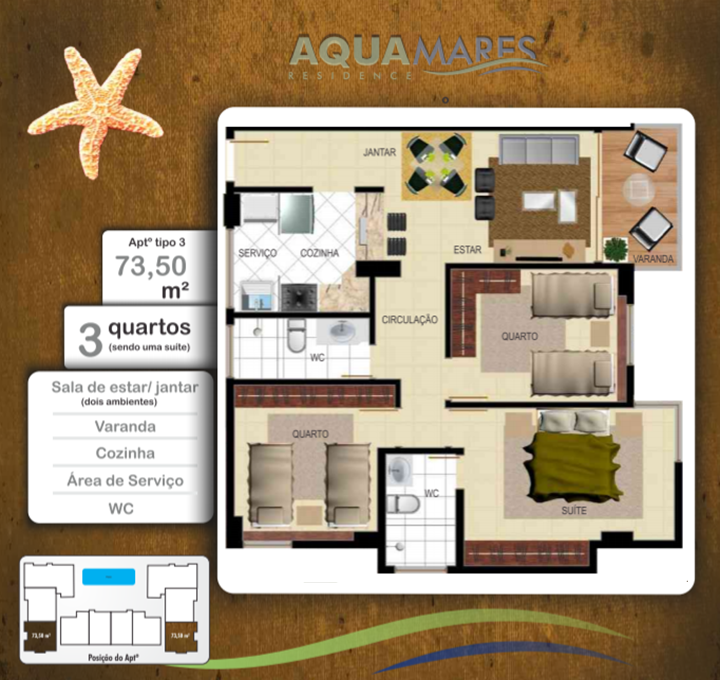 AQUAMARES
RESIDENCE
Aptº tipo 3
73,50
m²
3 quartos
(sendo uma suíte)
Sala de estar/ jantar
(dois ambientes)
Varanda
Cozinha
Área de Serviço
WC
JANTAR
ESTAR
VARANDA
SERVIÇO
COZINHA
CIRCULAÇÃO
WC
QUARTO
QUARTO
WC
SUÍTE
73,50 m²
73,50 m²
Posição do Aptº